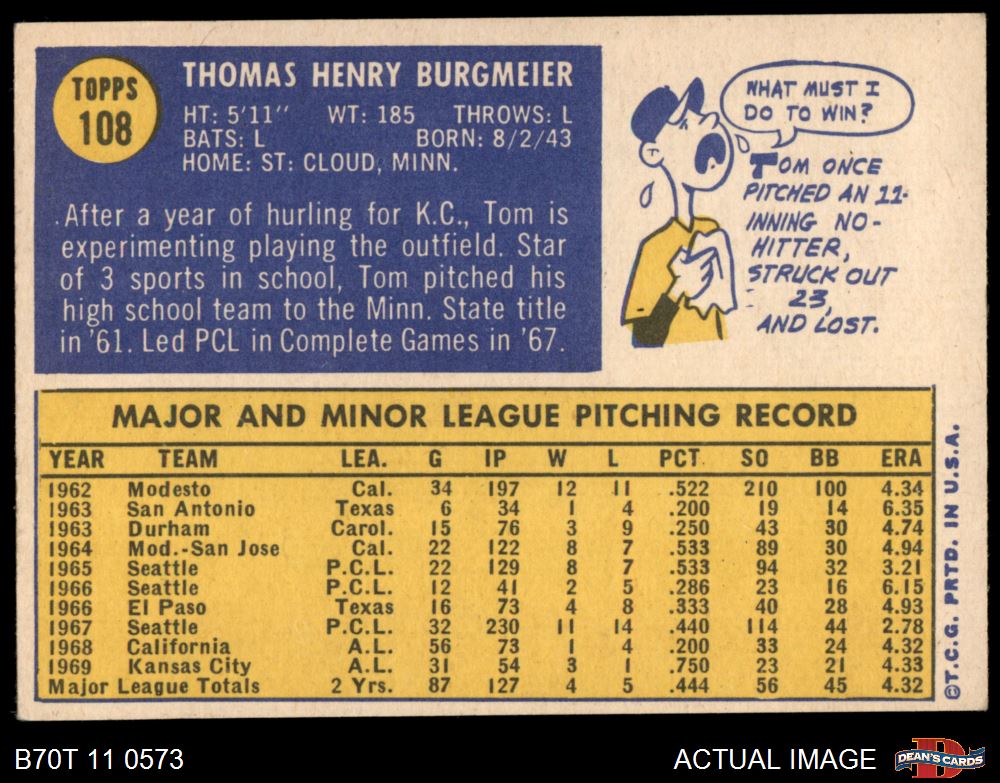 TOPPS
108
THOMAS HENRY BURGMEIER
HT: 5'11" WT: 185 THROWS: L
BATS: L BORN: 8/2/43
HOME: ST: CLOUD, MINN.
After a year of hurling for K.C., Tom is
experimenting playing the outfield. Star
of 3 sports in school, Tom pitched his
high school team to the Minn. State title
in '61. Led PCL in Complete Games in '67.
WHAT MUST I
DO TO WIN?
TOM ONCE
PITCHED AN 11-
INNING NO-
HITTER,
STRUCK OUT
23,
AND LOST.
MAJOR AND MINOR LEAGUE PITCHING RECORD
YEAR TEAM LEA. G IP W L PCT. SO BB ERA
1962 Modesto Cal. 34 197 12 11 .522 210 100 4.34
1963 San Antonio Texas 6 34 1 4 .200 19 14 6.35
1963 Durham Carol. 15 76 3 9 .250 43 30 4.74
1964 Mod.-San Jose Cal. 22 122 8 7 .533 89 30 4.94
1965 Seattle P.C.L. 22 129 8 7 .533 94 32 3.21
1966 Seattle P.C.L. 12 41 2 5 .286 23 16 6.15
1966 El Paso Texas 16 73 4 8 .333 40 28 4.93
1967 Seattle P.C.L. 32 230 11 14 .440 114 44 2.78
1968 California A.L. 56 73 1 4 .200 33 24 4.32
1969 Kansas City A.L. 31 54 3 1 .750 23 21 4.33
Major League Totals 2 Yrs. 87 127 4 5 .444 56 45 4.32
©T.C.G. PRTD. IN U.S.A.
B70T 11 0573
ACTUAL IMAGE
D
DEAN'S CARDS